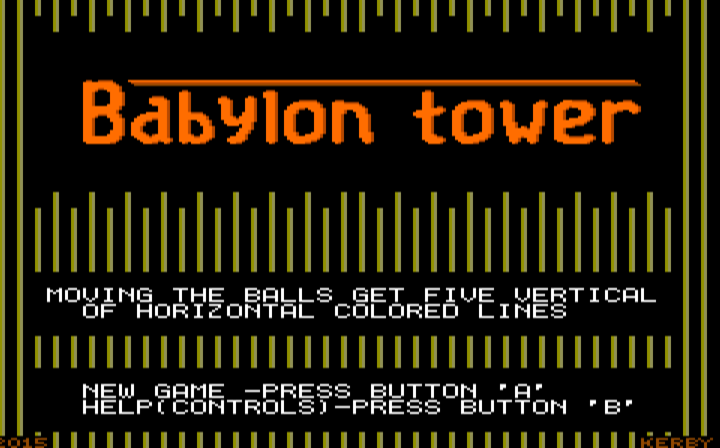 Babylon tower
MOVING THE BALLS GET FIVE VERTICAL
OF HORIZONTAL COLORED LINES
NEW GAME -PRESS BUTTON 'A'
HELP(CONTROLS)-PRESS BUTTON 'B'
2015 KERBY